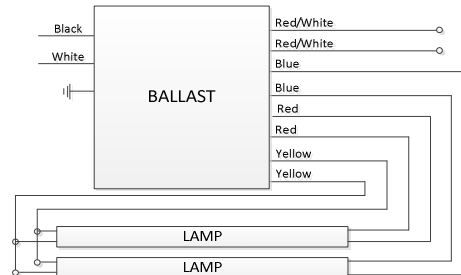 Black
White
BALLAST
Red/White
Red/White
Blue
Blue
Red
Red
Yellow
Yellow
LAMP
LAMP